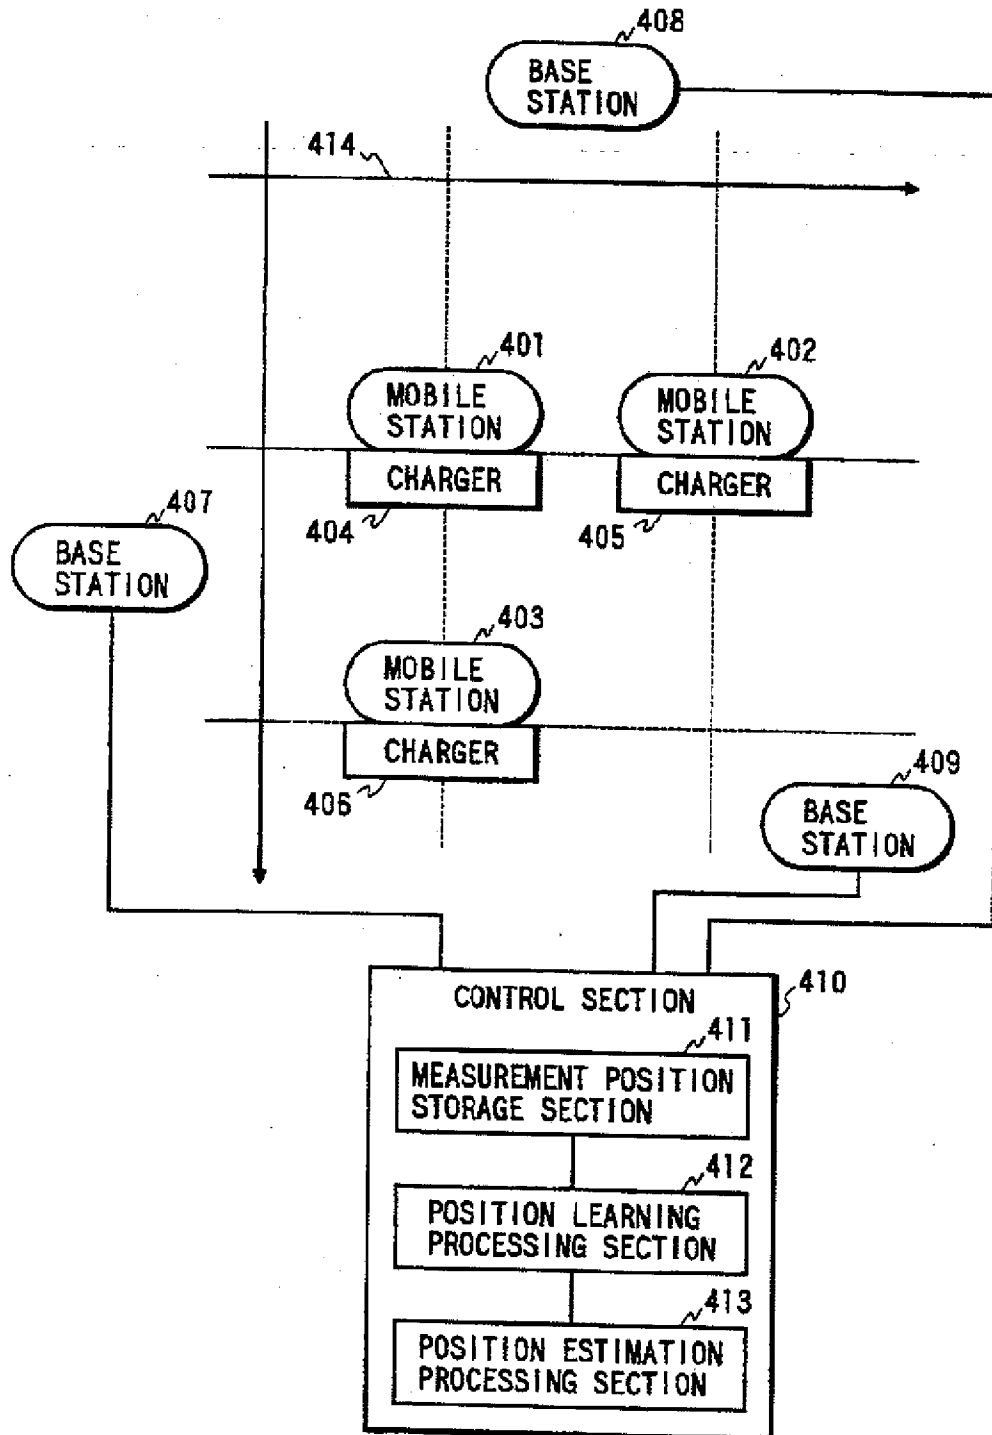 408
BASE
STATION
414
401
MOBILE
STATION
402
MOBILE
STATION
CHARGER
404
CHARGER
405
407
BASE
STATION
403
MOBILE
STATION
CHARGER
406
409
BASE
STATION
CONTROL SECTION
410
411
MEASUREMENT POSITION
STORAGE SECTION
412
POSITION LEARNING
PROCESSING SECTION
413
POSITION ESTIMATION
PROCESSING SECTION